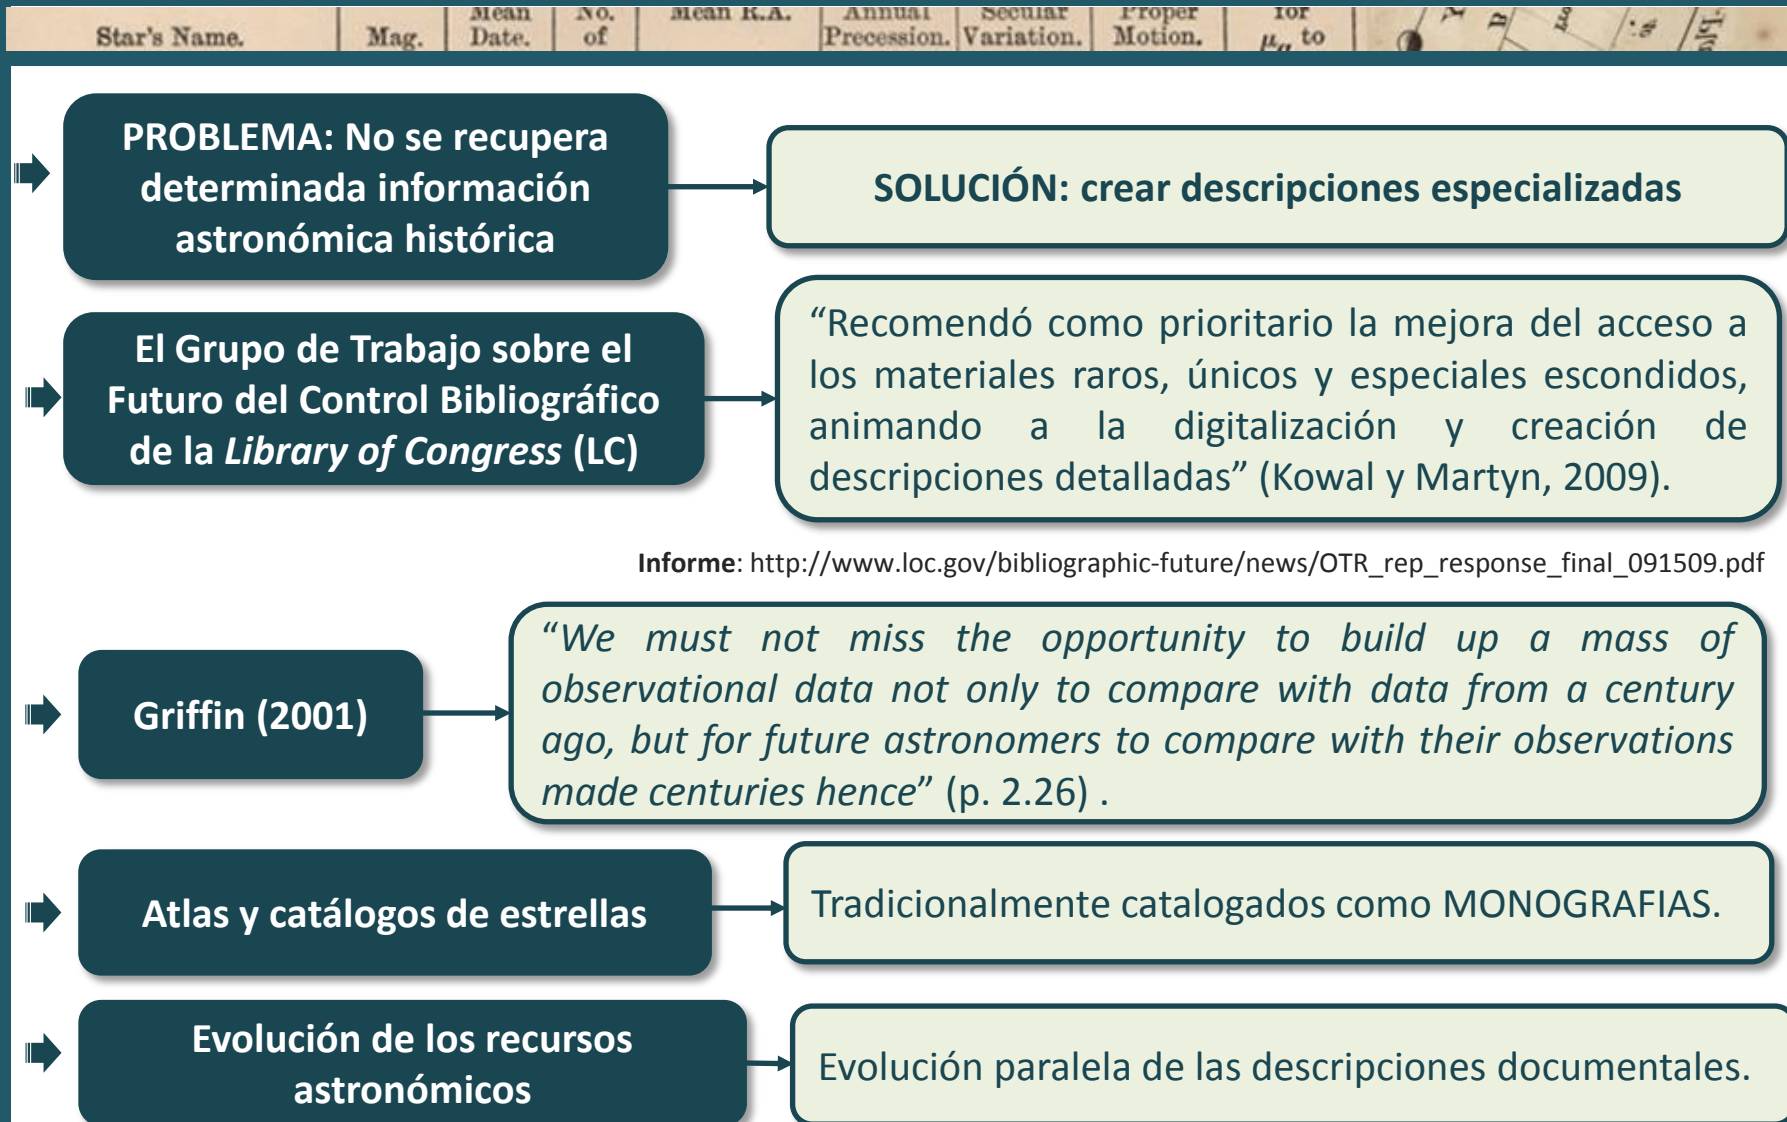 Mean No. Mean R.A. Annual Secular Proper for
Star's Name. Mag. Date. of Precession. Variation. Motion. μα to
PROBLEMA: No se recupera
determinada información
astronómica histórica
SOLUCIÓN: crear descripciones especializadas
El Grupo de Trabajo sobre el
Futuro del Control Bibliográfico
de la Library of Congress (LC)
“Recomendó como prioritario la mejora del acceso a
los materiales raros, únicos y especiales escondidos,
animando a la digitalización y creación de
descripciones detalladas” (Kowal y Martyn, 2009).
Informe: http://www.loc.gov/bibliographic-future/news/OTR_rep_response_final_091509.pdf
Griffin (2001)
“We must not miss the opportunity to build up a mass of
observational data not only to compare with data from a century
ago, but for future astronomers to compare with their observations
made centuries hence” (p. 2.26) .
Atlas y catálogos de estrellas
Tradicionalmente catalogados como MONOGRAFIAS.
Evolución de los recursos
astronómicos
Evolución paralela de las descripciones documentales.